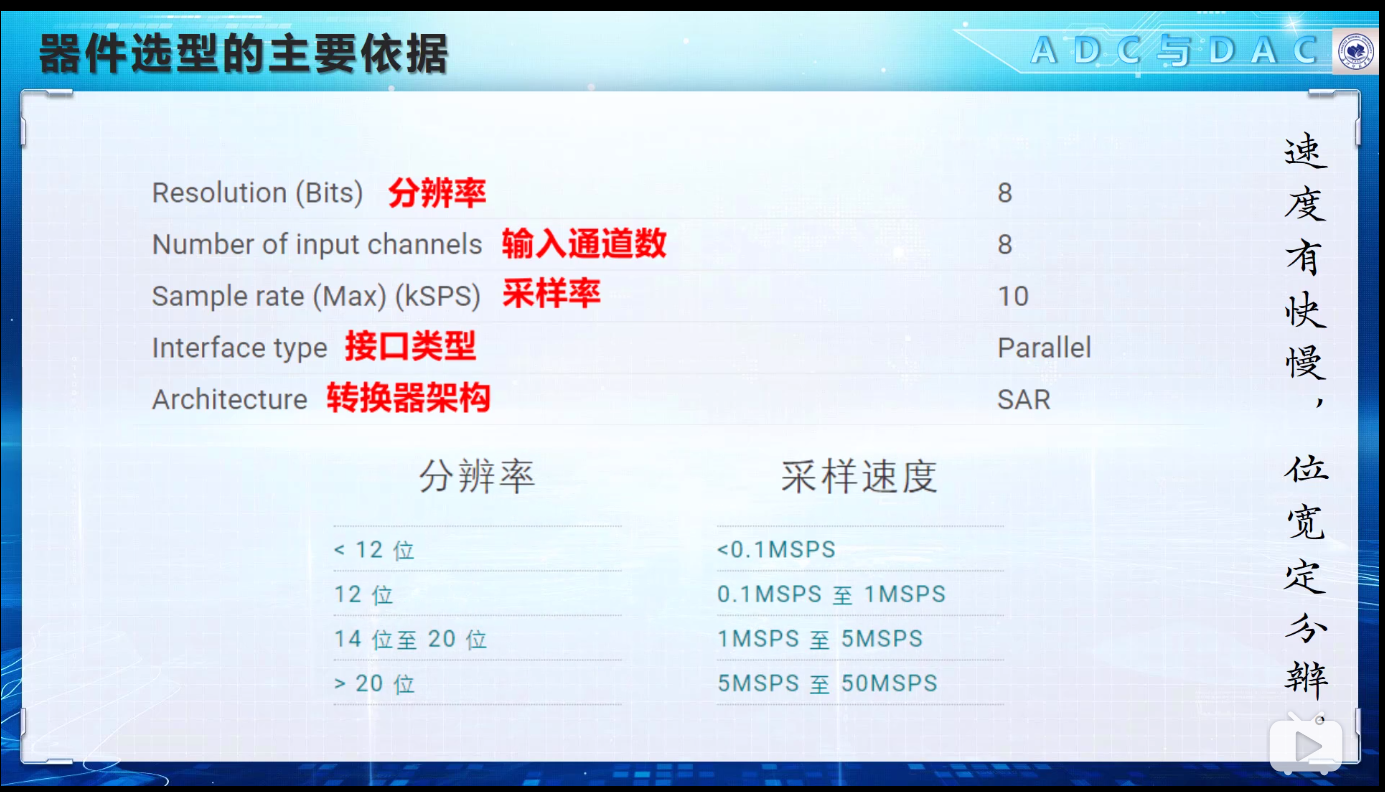 器件选型的主要依据
ADC与DAC
Resolution (Bits) 分辨率 8
Number of input channels 输入通道数 8
Sample rate (Max) (kSPS) 采样率 10
Interface type 接口类型 Parallel
Architecture 转换器架构 SAR
分辨率 采样速度
< 12 位 <0.1MSPS
12 位 0.1MSPS 至 1MSPS
14 位至 20 位 1MSPS 至 5MSPS
> 20 位 5MSPS 至 50MSPS
速度有快慢，位宽定分辨。